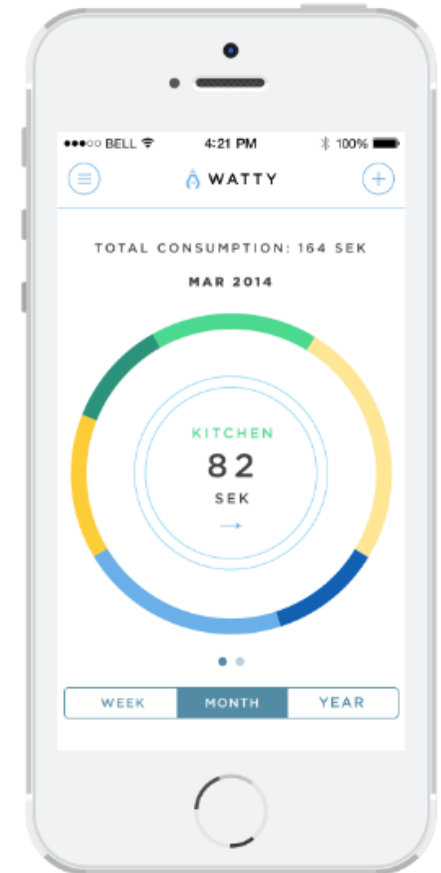 BELL 4:21 PM 100%
WATTY
TOTAL CONSUMPTION: 164 SEK
MAR 2014
KITCHEN
82
SEK
WEEK MONTH YEAR